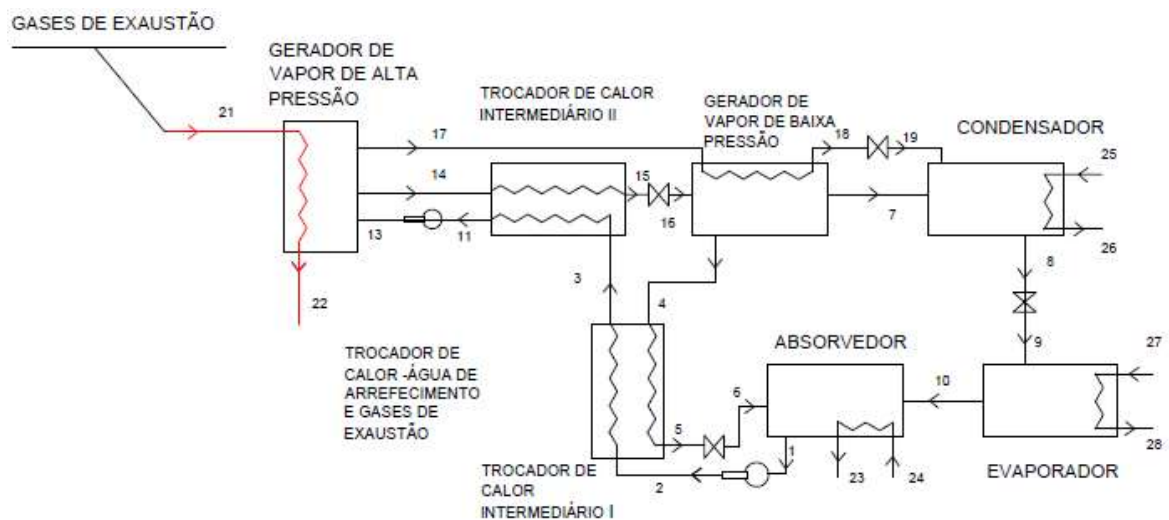 GASES DE EXAUSTÃO
GERADOR DE
VAPOR DE ALTA
PRESSÃO
TROCADOR DE CALOR
INTERMEDIÁRIO II
GERADOR DE
VAPOR DE BAIXA
PRESSÃO
CONDENSADOR
21
17
18
19
25
14
15
16
7
13
11
26
8
22
3
4
TROCADOR DE
CALOR -ÁGUA DE
ARREFECIMENTO
E GASES DE
EXAUSTÃO
ABSORVEDOR
9
27
10
6
5
1
2
23
24
28
EVAPORADOR
TROCADOR DE
CALOR
INTERMEDIÁRIO I